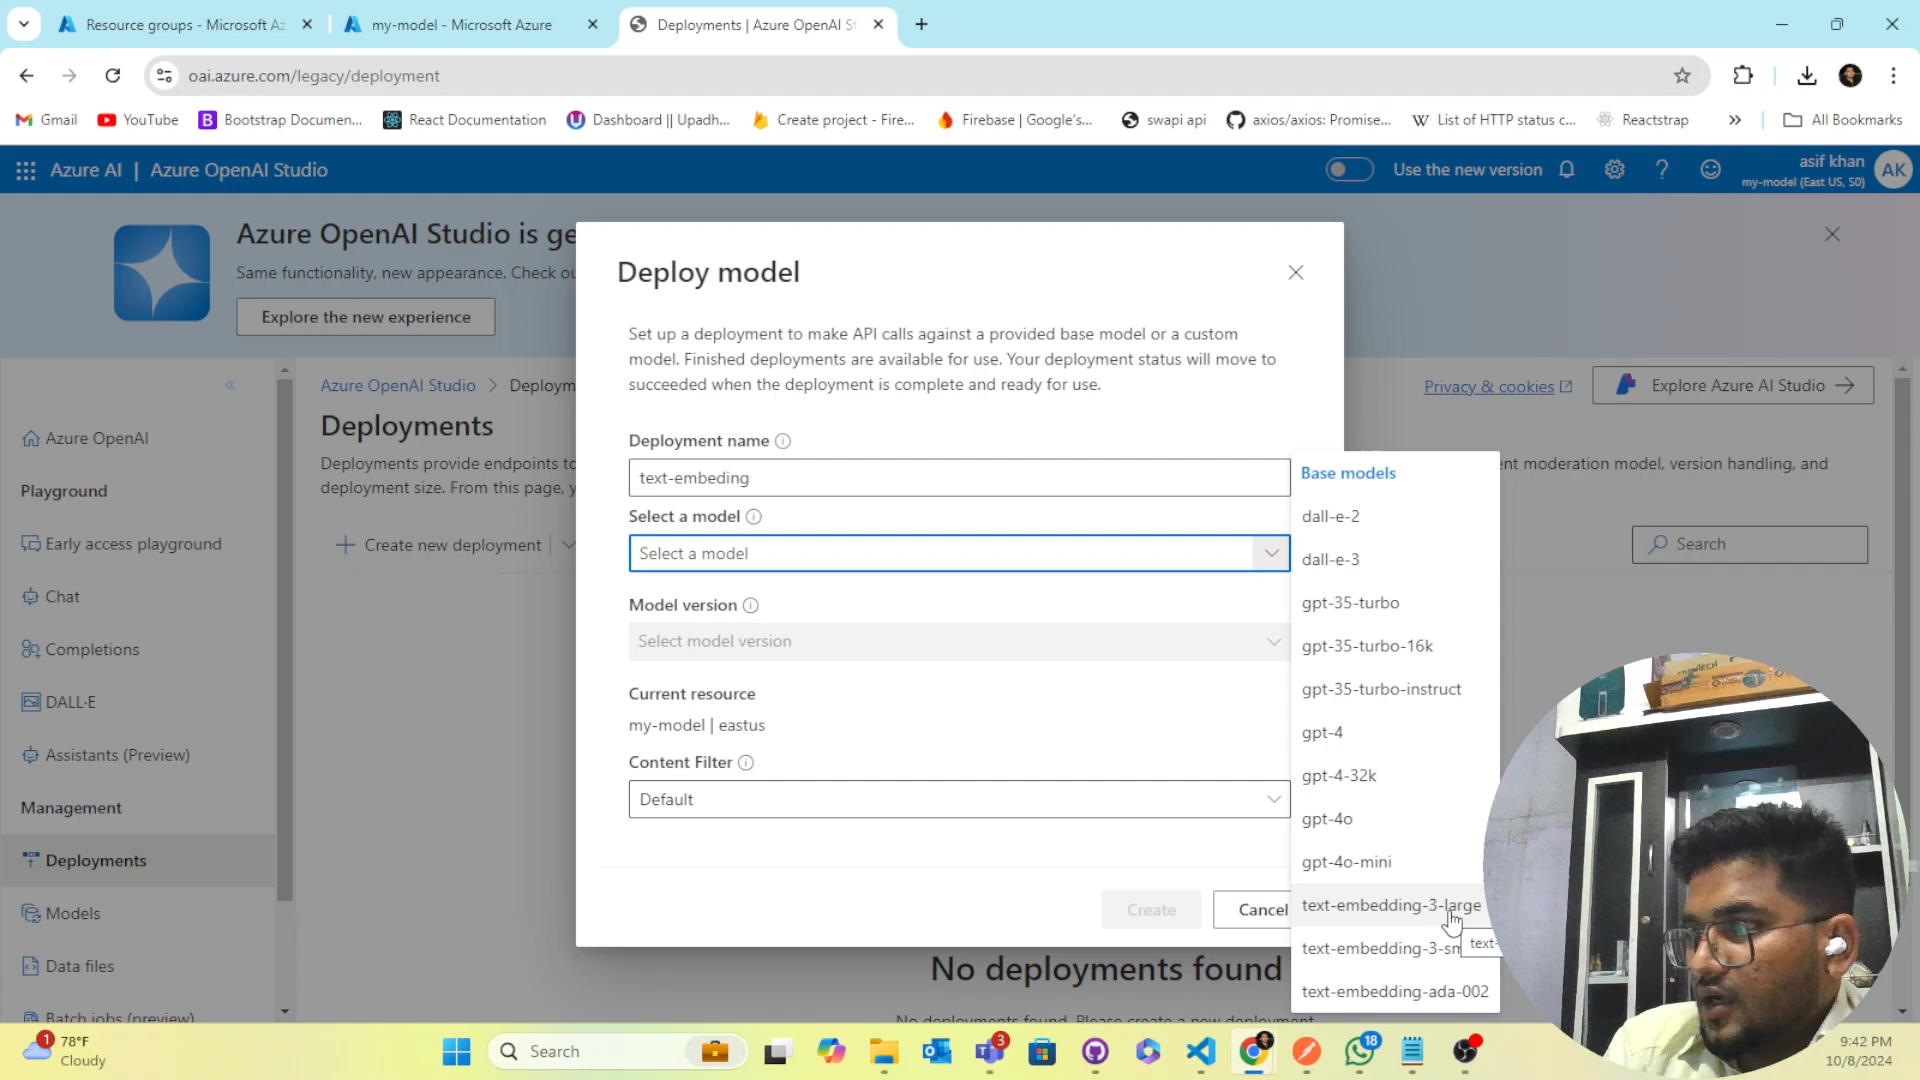 Resource groups - Microsoft Az
my-model - Microsoft Azure
Deployments | Azure OpenAI St
oai.azure.com/legacy/deployment
Gmail
YouTube
Bootstrap Documen...
React Documentation
Dashboard || Upadh...
Create project - Fire...
Firebase | Google's...
swapi api
axios/axios: Promise...
List of HTTP status c...
Reactstrap
All Bookmarks
Azure AI | Azure OpenAI Studio
Use the new version
asif khan
my-model (East US, S0)
AK
Azure OpenAI Studio is ge
Same functionality, new appearance. Check ou
Explore the new experience
Azure OpenAI Studio > Deploym
Privacy & cookies
Explore Azure AI Studio
Deployments
Deployments provide endpoints to
nt moderation model, version handling, and
deployment size. From this page, y
Create new deployment
Search
Azure OpenAI
Playground
Early access playground
Chat
Completions
DALL·E
Assistants (Preview)
Management
Deployments
Models
Data files
Batch jobs (preview)
Deploy model
Set up a deployment to make API calls against a provided base model or a custom
model. Finished deployments are available for use. Your deployment status will move to
succeeded when the deployment is complete and ready for use.
Deployment name
text-embeding
Select a model
Select a model
Model version
Select model version
Current resource
my-model | eastus
Content Filter
Default
Create
Cancel
Base models
dall-e-2
dall-e-3
gpt-35-turbo
gpt-35-turbo-16k
gpt-35-turbo-instruct
gpt-4
gpt-4-32k
gpt-4o
gpt-4o-mini
text-embedding-3-large
text-embedding-3-sm
text-
text-embedding-ada-002
No deployments found
No deployments found. Please create a new deployment
1
78°F
Cloudy
Search
3
18
9:42 PM
10/8/2024